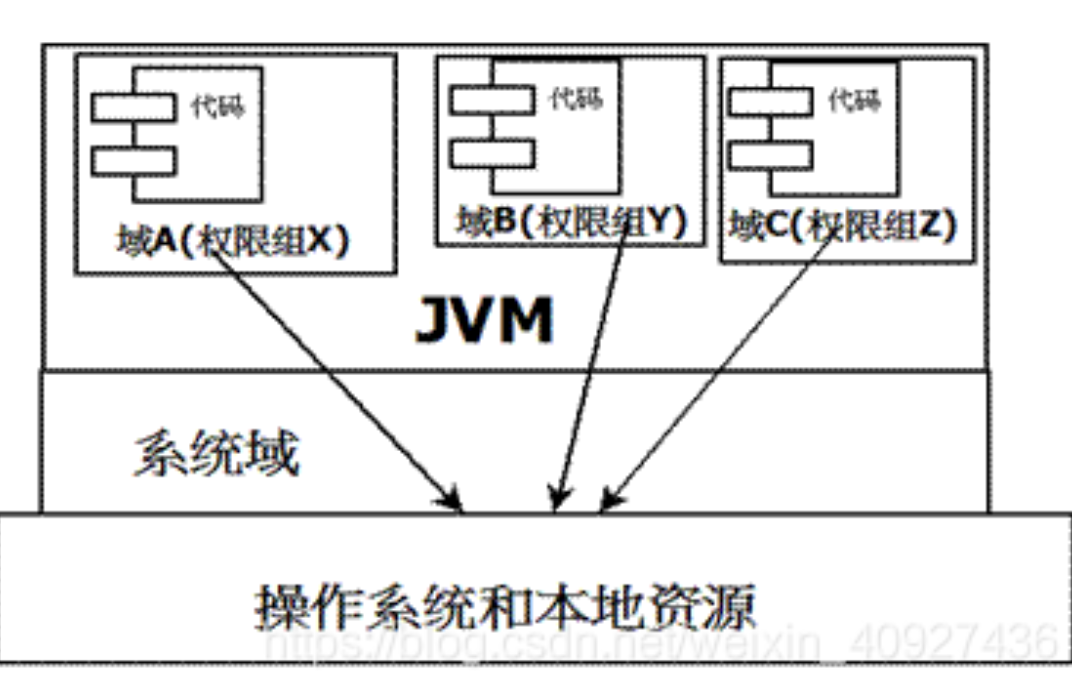 代码
代码
代码
域A(权限组X)
域B(权限组Y)
域C(权限组Z)
JVM
系统域
操作系统和本地资源
https://blog.csdn.net/weixin_40927436